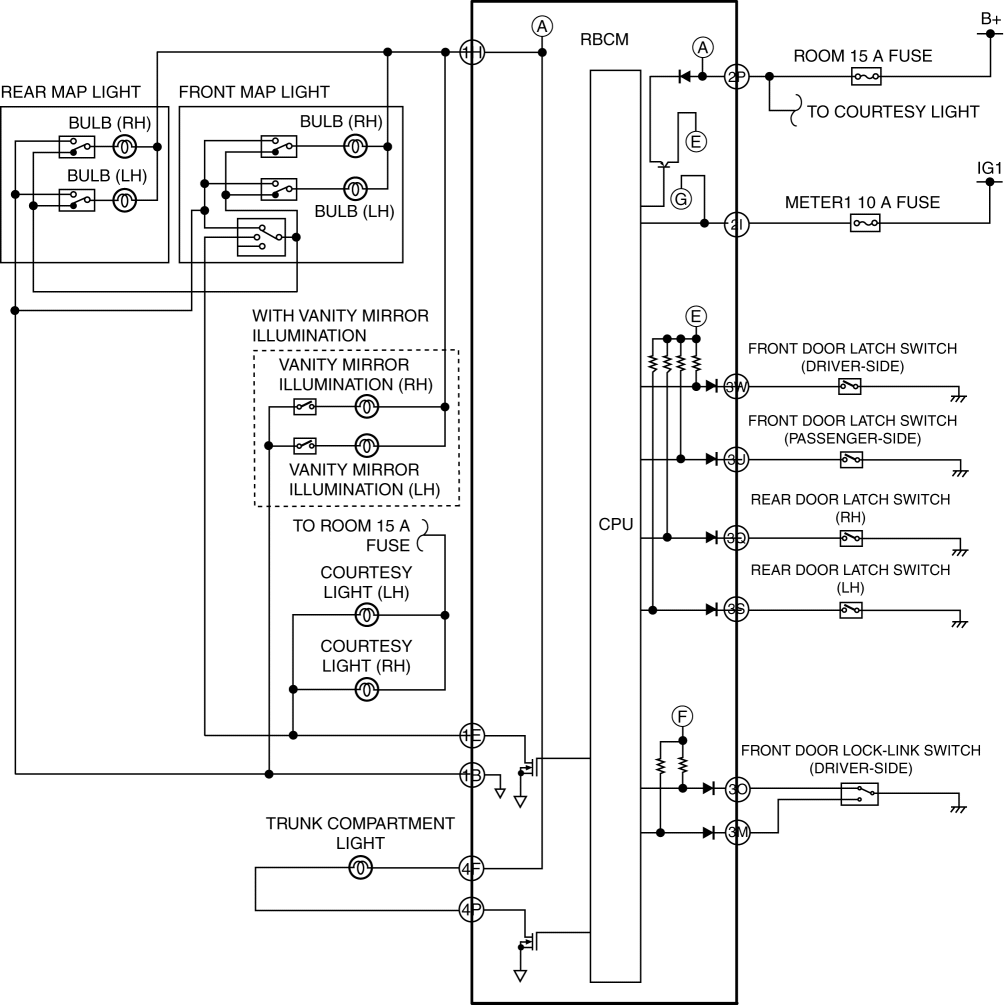 B+
A
RBCM
1H
A
ROOM 15 A FUSE
2P
REAR MAP LIGHT
FRONT MAP LIGHT
TO COURTESY LIGHT
BULB (RH)
BULB (RH)
E
IG1
BULB (LH)
G
METER1 10 A FUSE
BULB (LH)
2I
WITH VANITY MIRROR
ILLUMINATION
E
FRONT DOOR LATCH SWITCH
(DRIVER-SIDE)
VANITY MIRROR
ILLUMINATION (RH)
3W
FRONT DOOR LATCH SWITCH
(PASSENGER-SIDE)
3J
VANITY MIRROR
ILLUMINATION (LH)
REAR DOOR LATCH SWITCH
(RH)
TO ROOM 15 A
FUSE
CPU
3Q
COURTESY
LIGHT (LH)
REAR DOOR LATCH SWITCH
(LH)
3S
COURTESY
LIGHT (RH)
F
1E
FRONT DOOR LOCK-LINK SWITCH
(DRIVER-SIDE)
1B
3O
TRUNK COMPARTMENT
LIGHT
3M
4F
4P